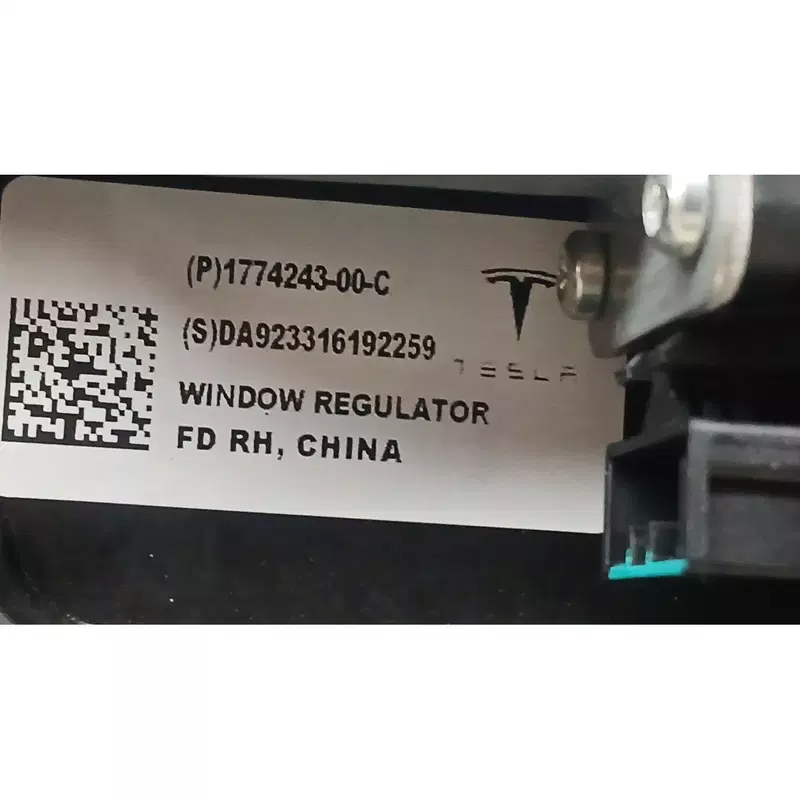 (P)1774243-00-C
(S)DA923316192259
TESLA
WINDOW REGULATOR
FD RH, CHINA